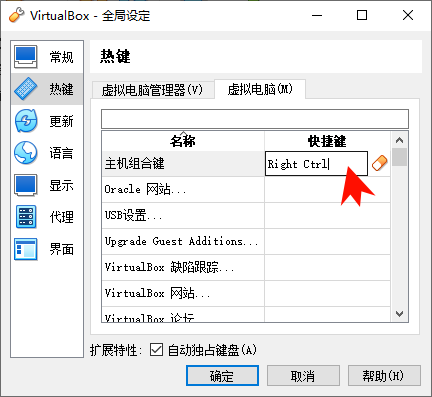 VirtualBox - 全局设定
常规
热键
更新
语言
显示
代理
界面
热键
虚拟电脑管理器(V)
虚拟电脑(M)
名称
快捷键
主机组合键
Right Ctrl
Oracle 网站...
USB设置...
Upgrade Guest Additions...
VirtualBox 缺陷跟踪...
VirtualBox 网站...
VirtualBox 论坛
扩展特性:
自动独占键盘(A)
确定
取消
帮助(H)